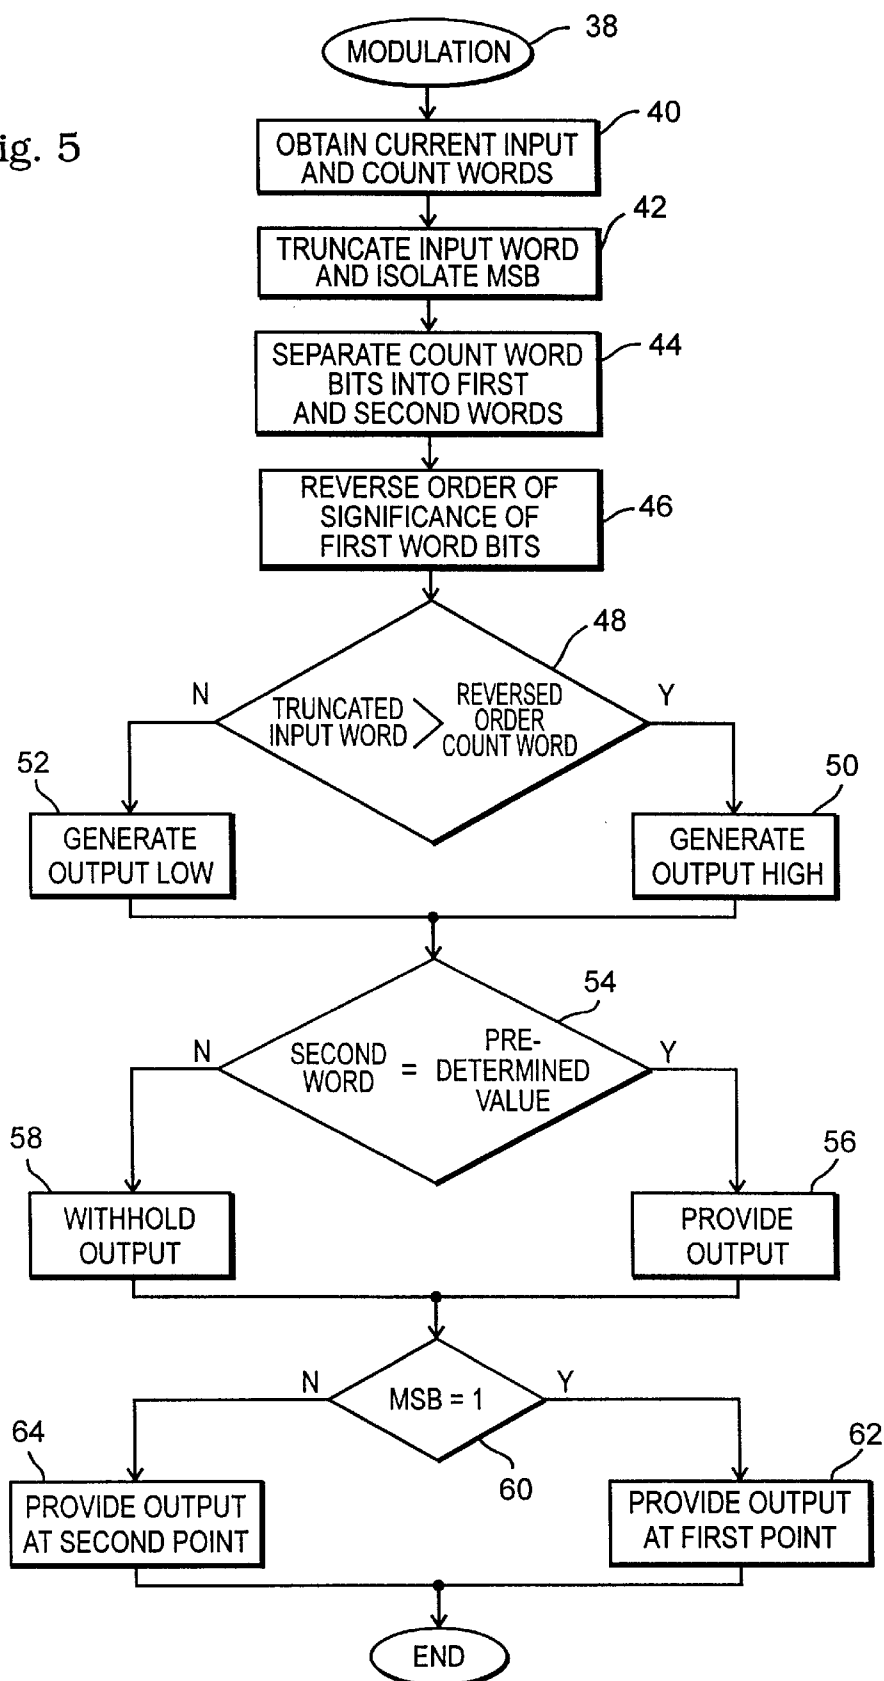 MODULATION
38
ig. 5
40
OBTAIN CURRENT INPUT
AND COUNT WORDS
42
TRUNCATE INPUT WORD
AND ISOLATE MSB
44
SEPARATE COUNT WORD
BITS INTO FIRST
AND SECOND WORDS
46
REVERSE ORDER OF
SIGNIFICANCE OF
FIRST WORD BITS
48
N
Y
TRUNCATED
INPUT WORD
>
REVERSED
ORDER
COUNT WORD
52
50
GENERATE
OUTPUT LOW
GENERATE
OUTPUT HIGH
54
N
Y
SECOND
WORD
=
PRE-
DETERMINED
VALUE
58
56
WITHHOLD
OUTPUT
PROVIDE
OUTPUT
N
Y
MSB = 1
60
64
62
PROVIDE OUTPUT
AT SECOND POINT
PROVIDE OUTPUT
AT FIRST POINT
END